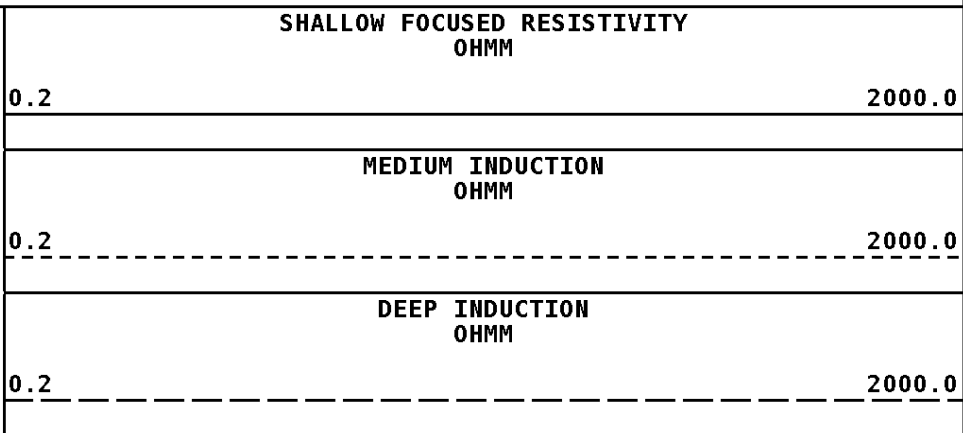 SHALLOW FOCUSED RESISTIVITY
OHMM
0.2 2000.0
MEDIUM INDUCTION
OHMM
0.2 2000.0
DEEP INDUCTION
OHMM
0.2 2000.0